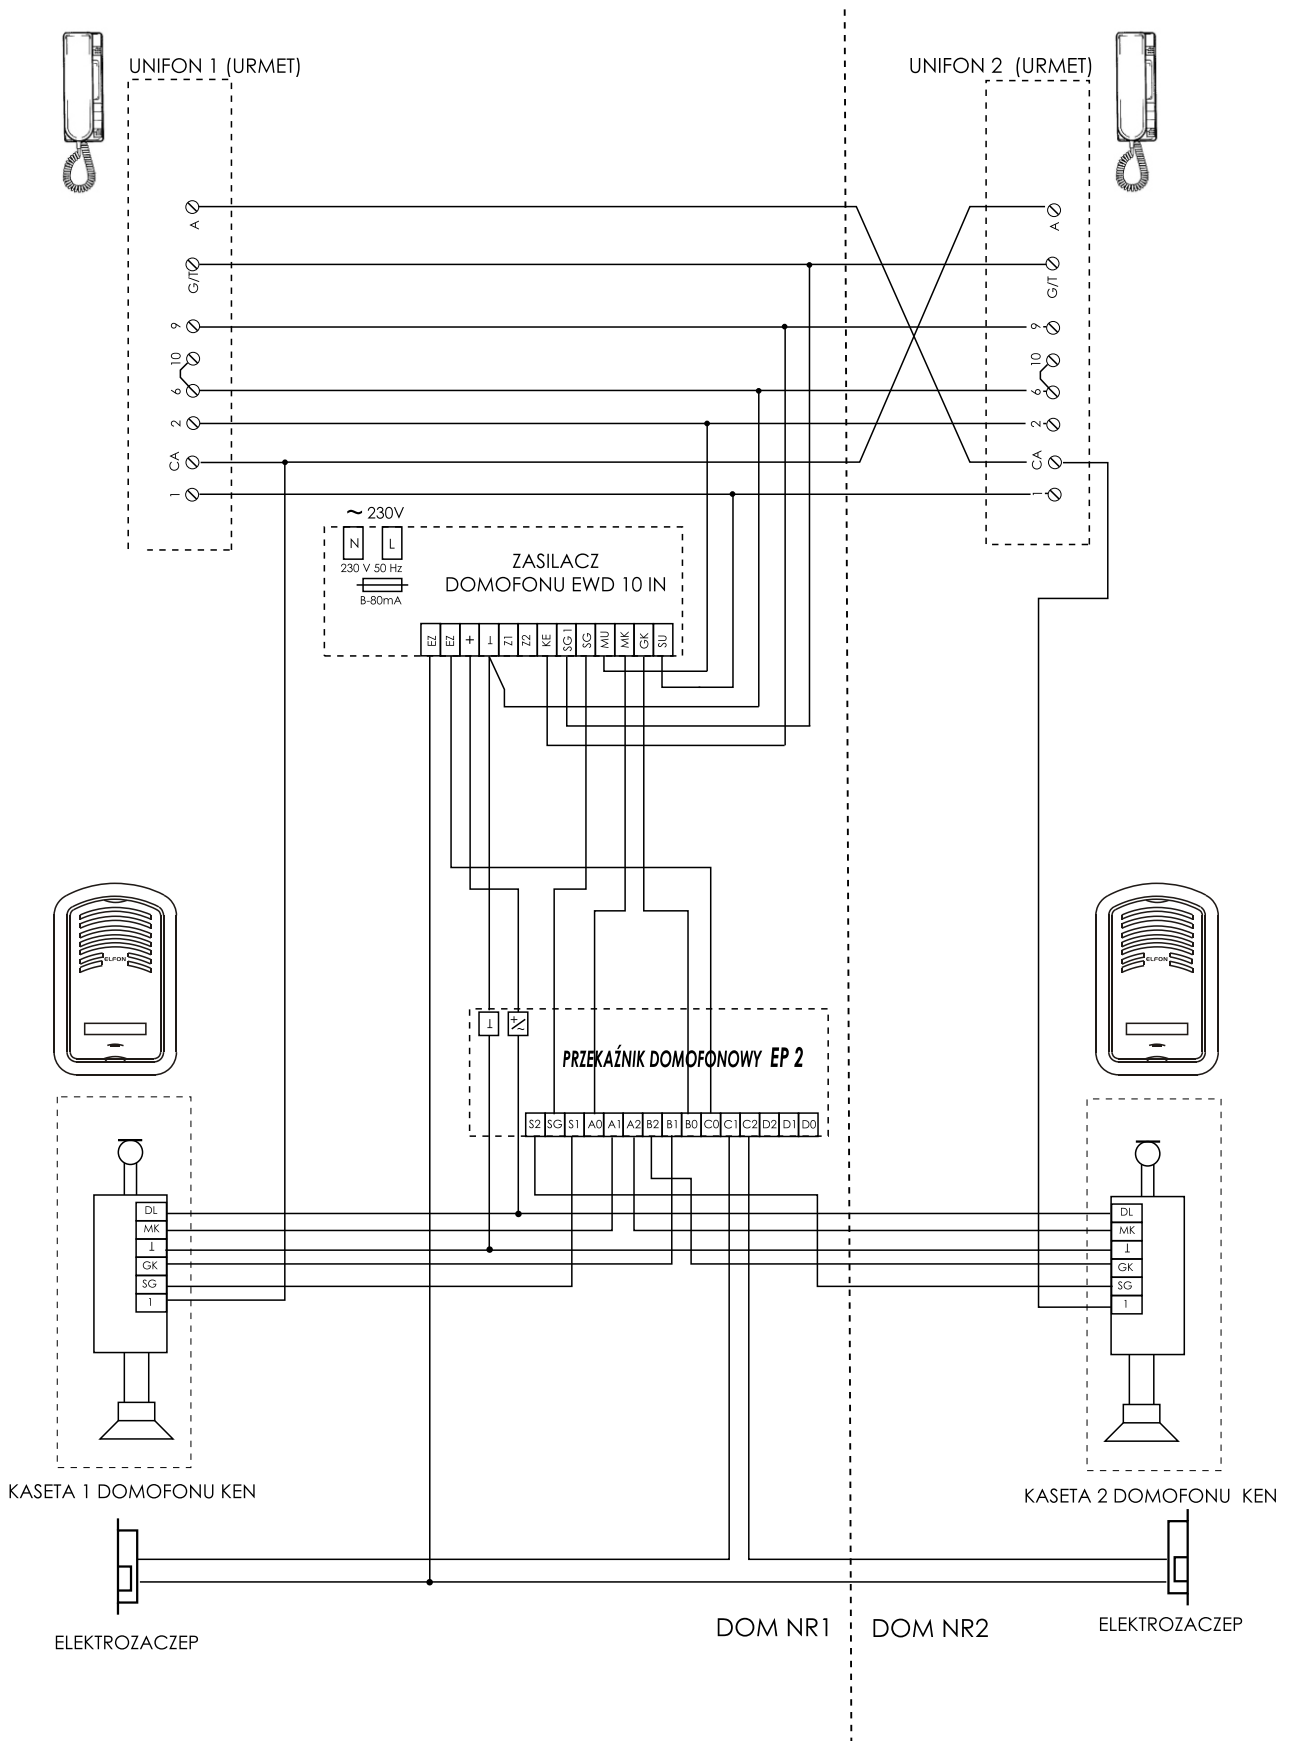 UNIFON 1 (URMET)
UNIFON 2 (URMET)
A
G/T
9
10
6
2
CA
1
A
G/T
9
10
6
2
CA
1
~ 230V
N
L
230 V 50 Hz
B-80mA
ZASILACZ
DOMOFONU EWD 10 IN
EZ EZ + ⊥ Z1 Z2 KE SG1 SG MU MK GK SU
ELFON
ELFON
⊥ +/~
PRZEKAŹNIK DOMOFONOWY EP 2
S2 SG S1 A0 A1 A2 B2 B1 B0 C0 C1 C2 D2 D1 D0
DL
MK
⊥
GK
SG
1
DL
MK
⊥
GK
SG
1
KASETA 1 DOMOFONU KEN
KASETA 2 DOMOFONU KEN
ELEKTROZACZEP
DOM NR1
DOM NR2
ELEKTROZACZEP